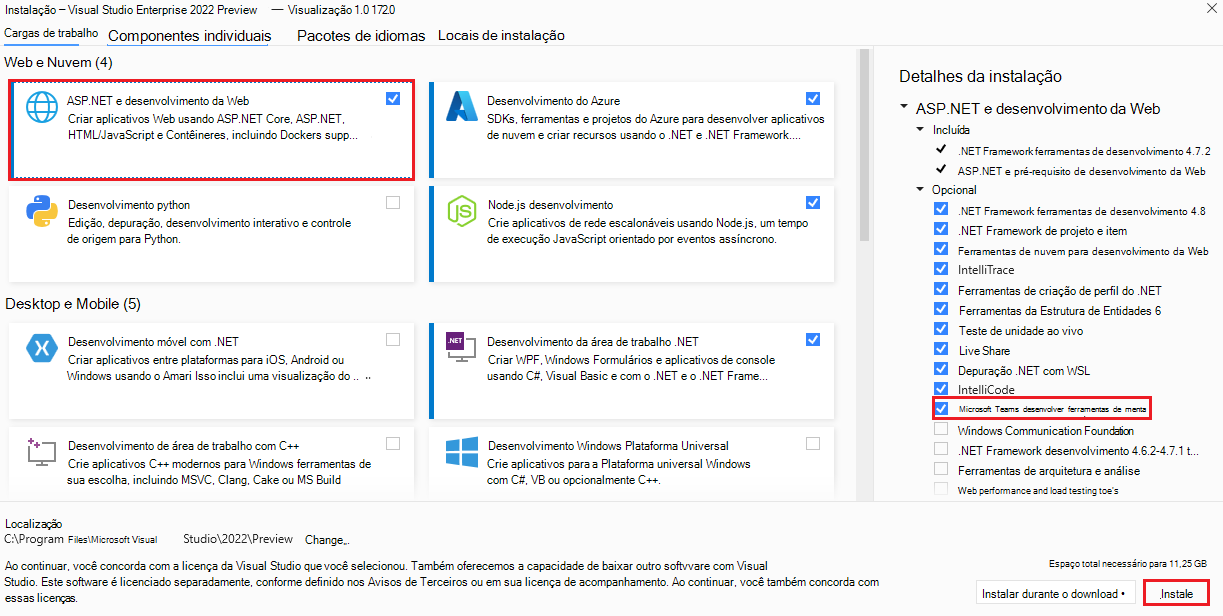 Instalação – Visual Studio Enterprise 2022 Preview — Visualização 1.0 172.0
Cargas de trabalho Componentes individuais Pacotes de idiomas Locais de instalação
Web e Nuvem (4)
ASP.NET e desenvolvimento da Web
Criar aplicativos Web usando ASP.NET Core, ASP.NET,
HTML/JavaScript e Contêineres, incluindo Dockers supp...
Desenvolvimento do Azure
SDKs, ferramentas e projetos do Azure para desenvolver aplicativos
de nuvem e criar recursos usando o .NET e .NET Framework....
Desenvolvimento python
Edição, depuração, desenvolvimento interativo e controle
de origem para Python.
Node.js desenvolvimento
Crie aplicativos de rede escalonáveis usando Node.js, um tempo
de execução JavaScript orientado por eventos assíncrono.
Desktop e Mobile (5)
Desenvolvimento móvel com .NET
Criar aplicativos entre plataformas para iOS, Android ou
Windows usando o Amari Isso inclui uma visualização do .. ..
.NET
Desenvolvimento da área de trabalho .NET
Criar WPF, Windows Formulários e aplicativos de console
usando C#, Visual Basic e com o .NET e o .NET Frame...
Desenvolvimento de área de trabalho com C++
Crie aplicativos C++ modernos para Windows ferramentas de
sua escolha, incluindo MSVC, Clang, Cake ou MS Build
Desenvolvimento Windows Plataforma Universal
Crie aplicativos para a Plataforma universal Windows
com C#, VB ou opcionalmente C++.
Detalhes da instalação
ASP.NET e desenvolvimento da Web
Incluída
.NET Framework ferramentas de desenvolvimento 4.7.2
ASP.NET e pré-requisito de desenvolvimento da Web
Opcional
.NET Framework ferramentas de desenvolvimento 4.8
.NET Framework de projeto e item
Ferramentas de nuvem para desenvolvimento da Web
IntelliTrace
Ferramentas de criação de perfil do .NET
Ferramentas da Estrutura de Entidades 6
Teste de unidade ao vivo
Live Share
Depuração .NET com WSL
IntelliCode
Microsoft Teams desenvolver ferramentas de menta
Windows Communication Foundation
.NET Framework desenvolvimento 4.6.2-4.7.1 t...
Ferramentas de arquitetura e análise
Web performance and load testing toe's
Localização
C:\Program Files\Microsoft Visual Studio\2022\Preview Change,.
Ao continuar, você concorda com a licença da Visual Studio que você selecionou. Também oferecemos a capacidade de baixar outro softvvare com Visual
Studio. Este software é licenciado separadamente, conforme definido nos Avisos de Terceiros ou em sua licença de acompanhamento. Ao continuar, você também concorda com
essas licenças.
Espaço total necessário para 11,25 GB
Instalar durante o download • .Instale